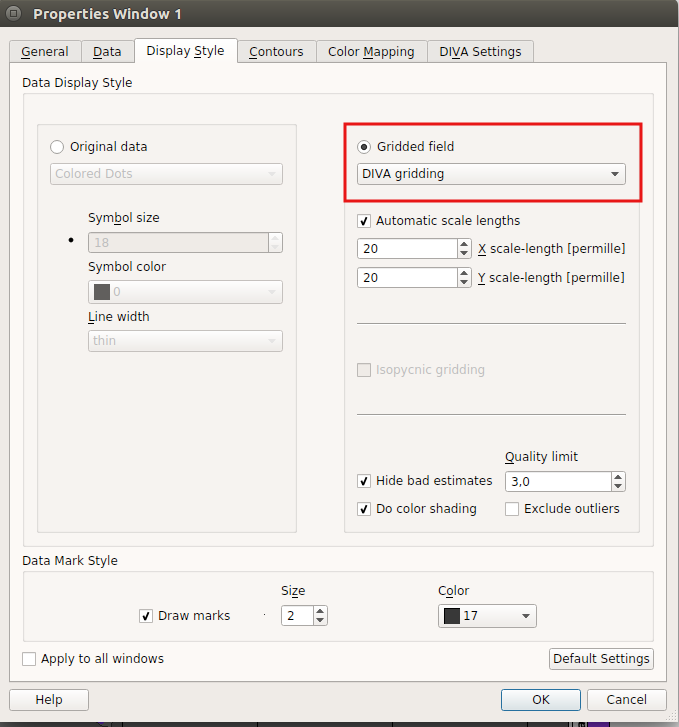 Properties Window 1
General Data Display Style Contours Color Mapping DIVA Settings
Data Display Style
Original data
Colored Dots
Symbol size
18
Symbol color
0
Line width
thin
Gridded field
DIVA gridding
Automatic scale lengths
20 X scale-length [permille]
20 Y scale-length [permille]
Isopycnic gridding
Quality limit
Hide bad estimates 3,0
Do color shading Exclude outliers
Data Mark Style
Size Color
Draw marks 2 17
Apply to all windows Default Settings
Help OK Cancel